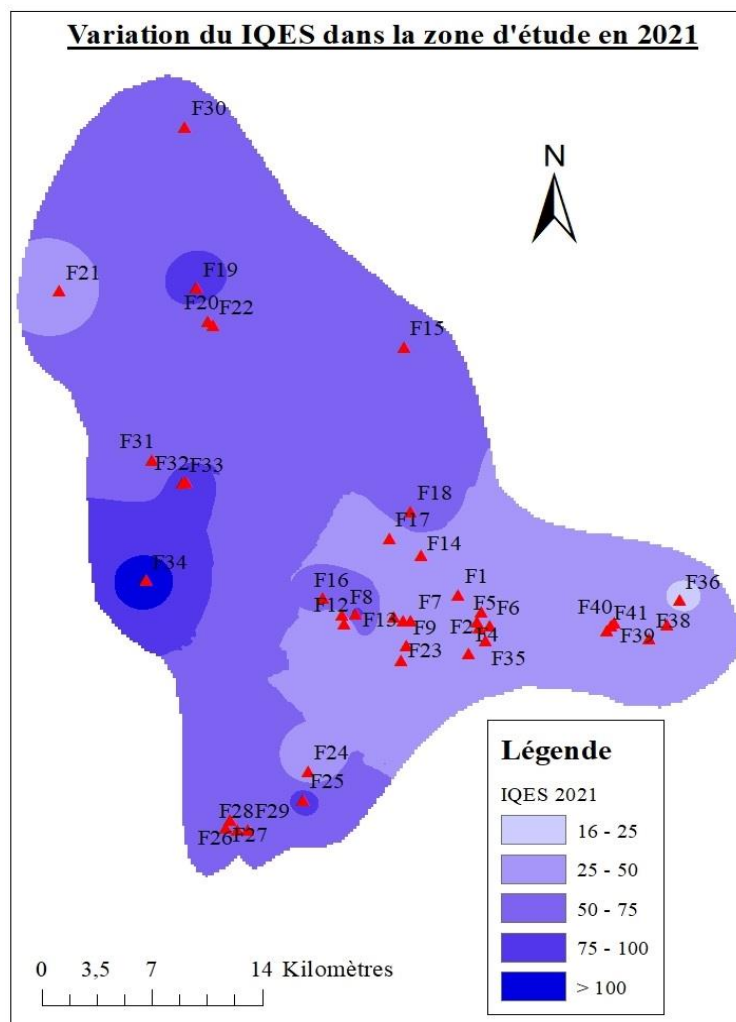 Variation du IQES dans la zone d'étude en 2021
F30
N
F21
F19
F20 F22
F15
F31
F32 F33
F18
F17
F14
F34
F16
F1
F36
F8
F12
F13
F7
F5
F6
F9
F2
F4
F40
F41
F38
F39
F23
F35
F24
F25
F28 F29
F26 F27
Légende
IQES 2021
16 - 25
25 - 50
50 - 75
75 - 100
> 100
0 3,5 7 14 Kilomètres